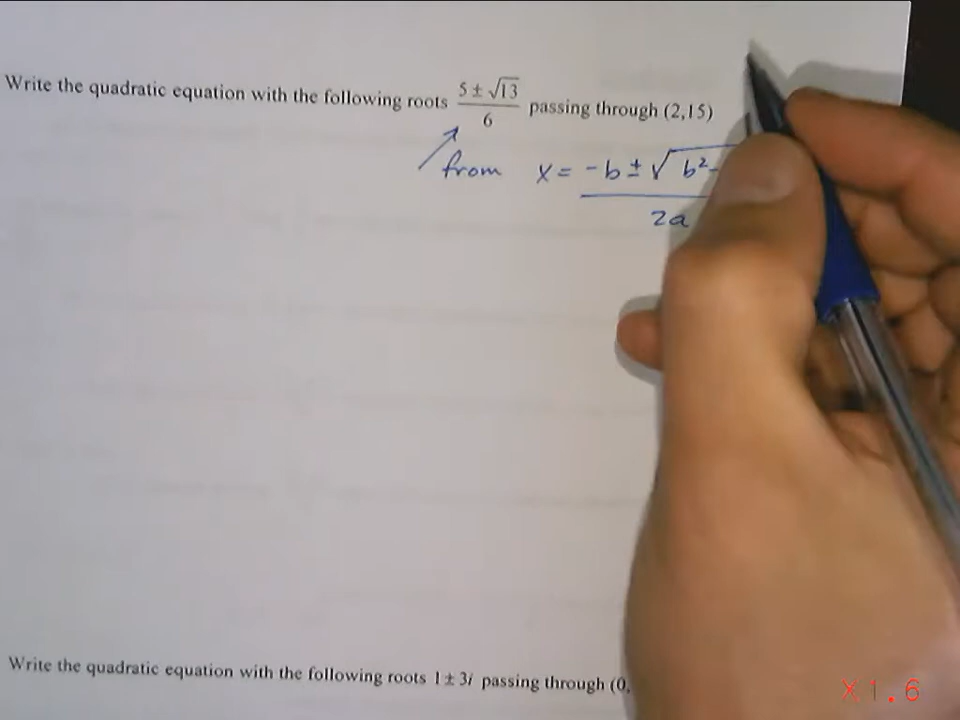 Write the quadratic equation with the following roots (5 ± √13)/6 passing through (2,15)
from x = (-b ± √b²-)/2a
Write the quadratic equation with the following roots 1 ± 3i passing through (0,
X1.6